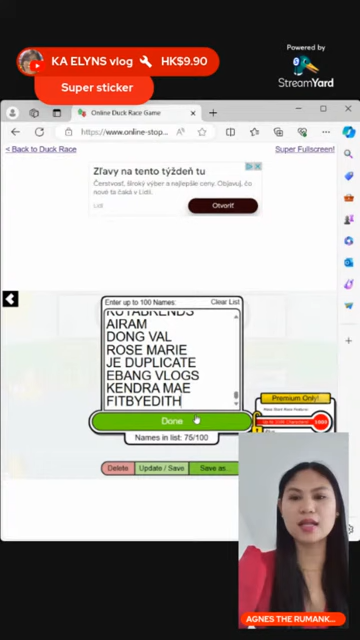 KA ELYNS vlog HK$9.90
Super sticker
Powered by
StreamYard
Online Duck Race Game
https://www.online-stop...
< Back to Duck Race
Super Fullscreen!
Zľavy na tento týždeň tu
Čerstvosť, široký výber a najlepšie ceny. Objavuj, čo
nové ťa čaká v Lidli.
Lidl
Otvoriť
Enter up to 100 Names:
Clear List
AIRAM
DONG VAL
ROSE MARIE
JE DUPLICATE
EBANG VLOGS
KENDRA MAE
FITBYEDITH
Done
Names in list: 75/100
Delete
Update / Save
Save as...
Premium Only!
1000
AGNES THE RUMANK...